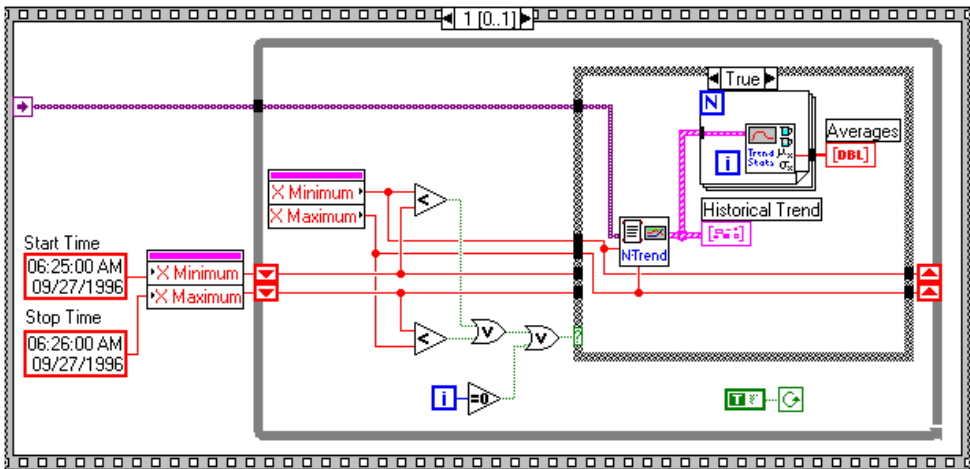 1 [0..1]
True
N
Averages
Trend μx
Stats σx
i
[DBL]
X Minimum
X Maximum
<
Historical Trend
N-Trend
Start Time
06:25:00 AM
09/27/1996
X Minimum
X Maximum
Stop Time
06:26:00 AM
09/27/1996
<
V
V
?
i
=0
T F